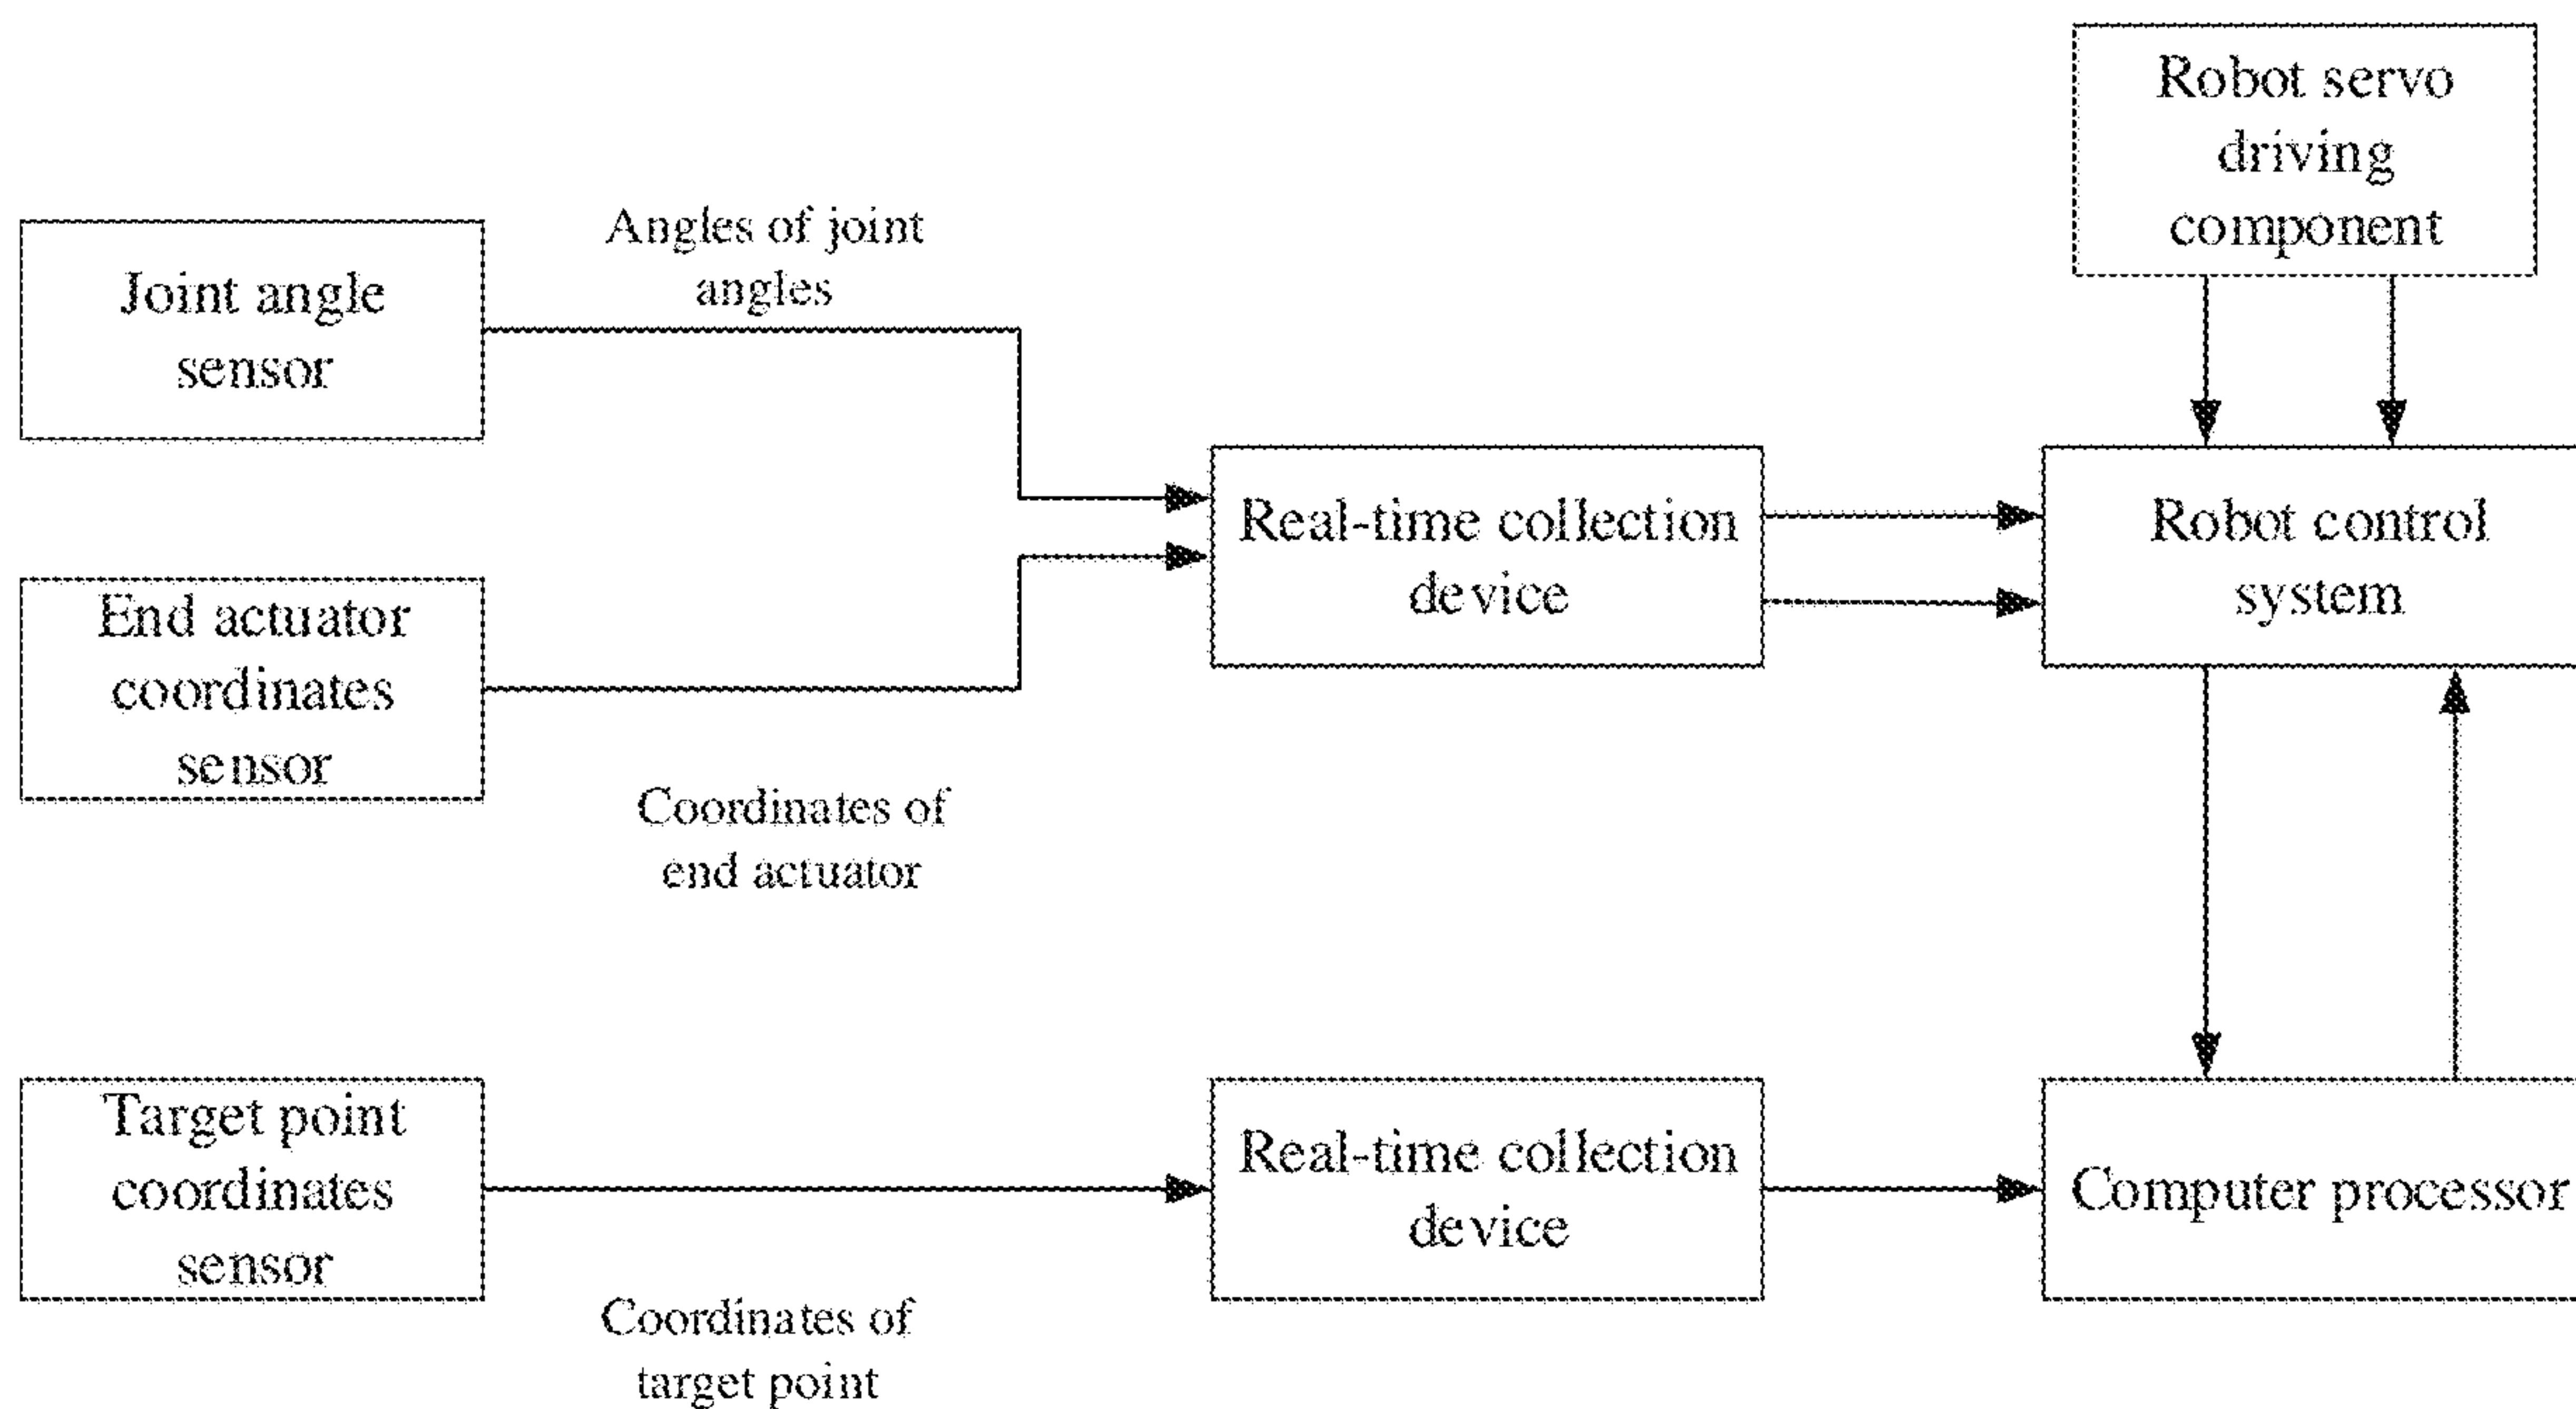 Robot servo
driving
component
Angles of joint
angles
Joint angle
sensor
Real-time collection
device
Robot control
system
End actuator
coordinates
sensor
Coordinates of
end actuator
Target point
coordinates
sensor
Real-time collection
device
Computer processor
Coordinates of
target point